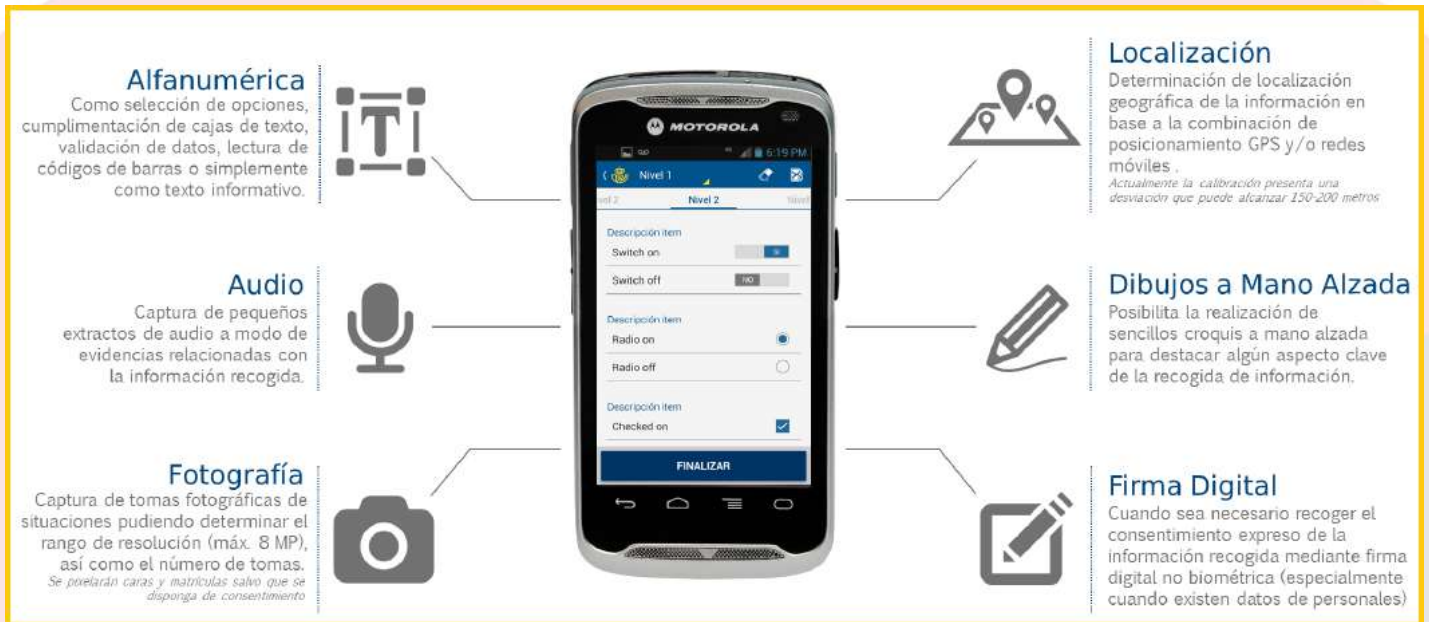 Alfanumérica
Como selección de opciones,
cumplimentación de cajas de texto,
validación de datos, lectura de
códigos de barras o simplemente
como texto informativo.
Audio
Captura de pequeños
extractos de audio a modo de
evidencias relacionadas con
la información recogida.
Fotografía
Captura de tomas fotográficas de
situaciones pudiendo determinar el
rango de resolución (máx. 8 MP),
así como el número de tomas.
Se pixelarán caras y matrículas salvo que se
disponga de consentimiento
T
MOTOROLA
6:19 PM
Nivel 1
vel 2
Nivel 2
Nivel
Descripción item
Switch on
SI
Switch off
NO
Descripción item
Radio on
Radio off
Descripción item
Checked on
FINALIZAR
Localización
Determinación de localización
geográfica de la información en
base a la combinación de
posicionamiento GPS y/o redes
móviles .
Actualmente la calibración presenta una
desviación que puede alcanzar 150-200 metros
Dibujos a Mano Alzada
Posibilita la realización de
sencillos croquis a mano alzada
para destacar algún aspecto clave
de la recogida de información.
Firma Digital
Cuando sea necesario recoger el
consentimiento expreso de la
información recogida mediante firma
digital no biométrica (especialmente
cuando existen datos de personales)